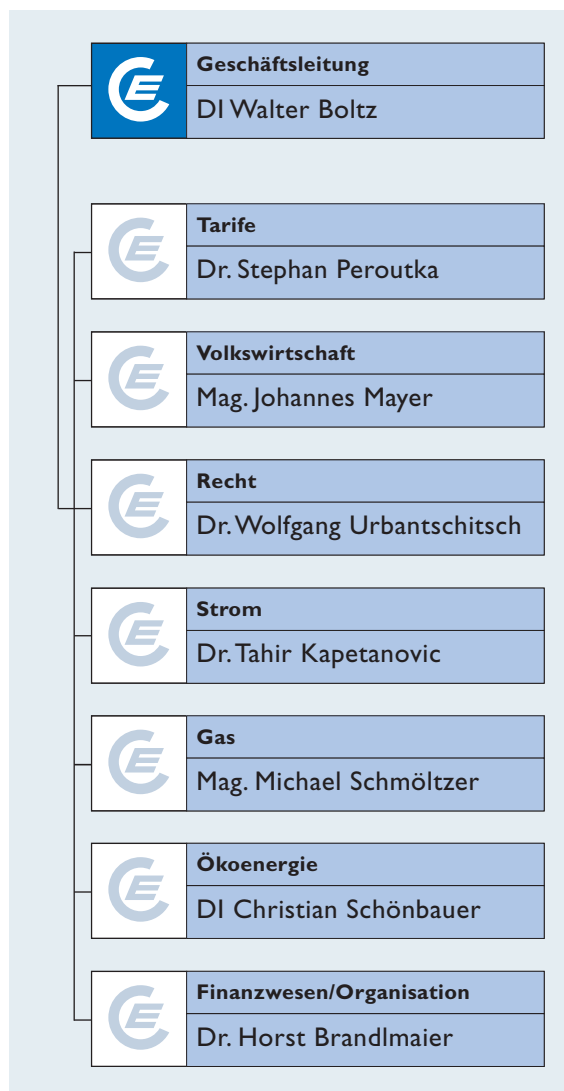 Geschäftsleitung
DI Walter Boltz
Tarife
Dr. Stephan Peroutka
Volkswirtschaft
Mag. Johannes Mayer
Recht
Dr. Wolfgang Urbantschitsch
Strom
Dr. Tahir Kapetanovic
Gas
Mag. Michael Schmöltzer
Ökoenergie
DI Christian Schönbauer
Finanzwesen/Organisation
Dr. Horst Brandlmaier